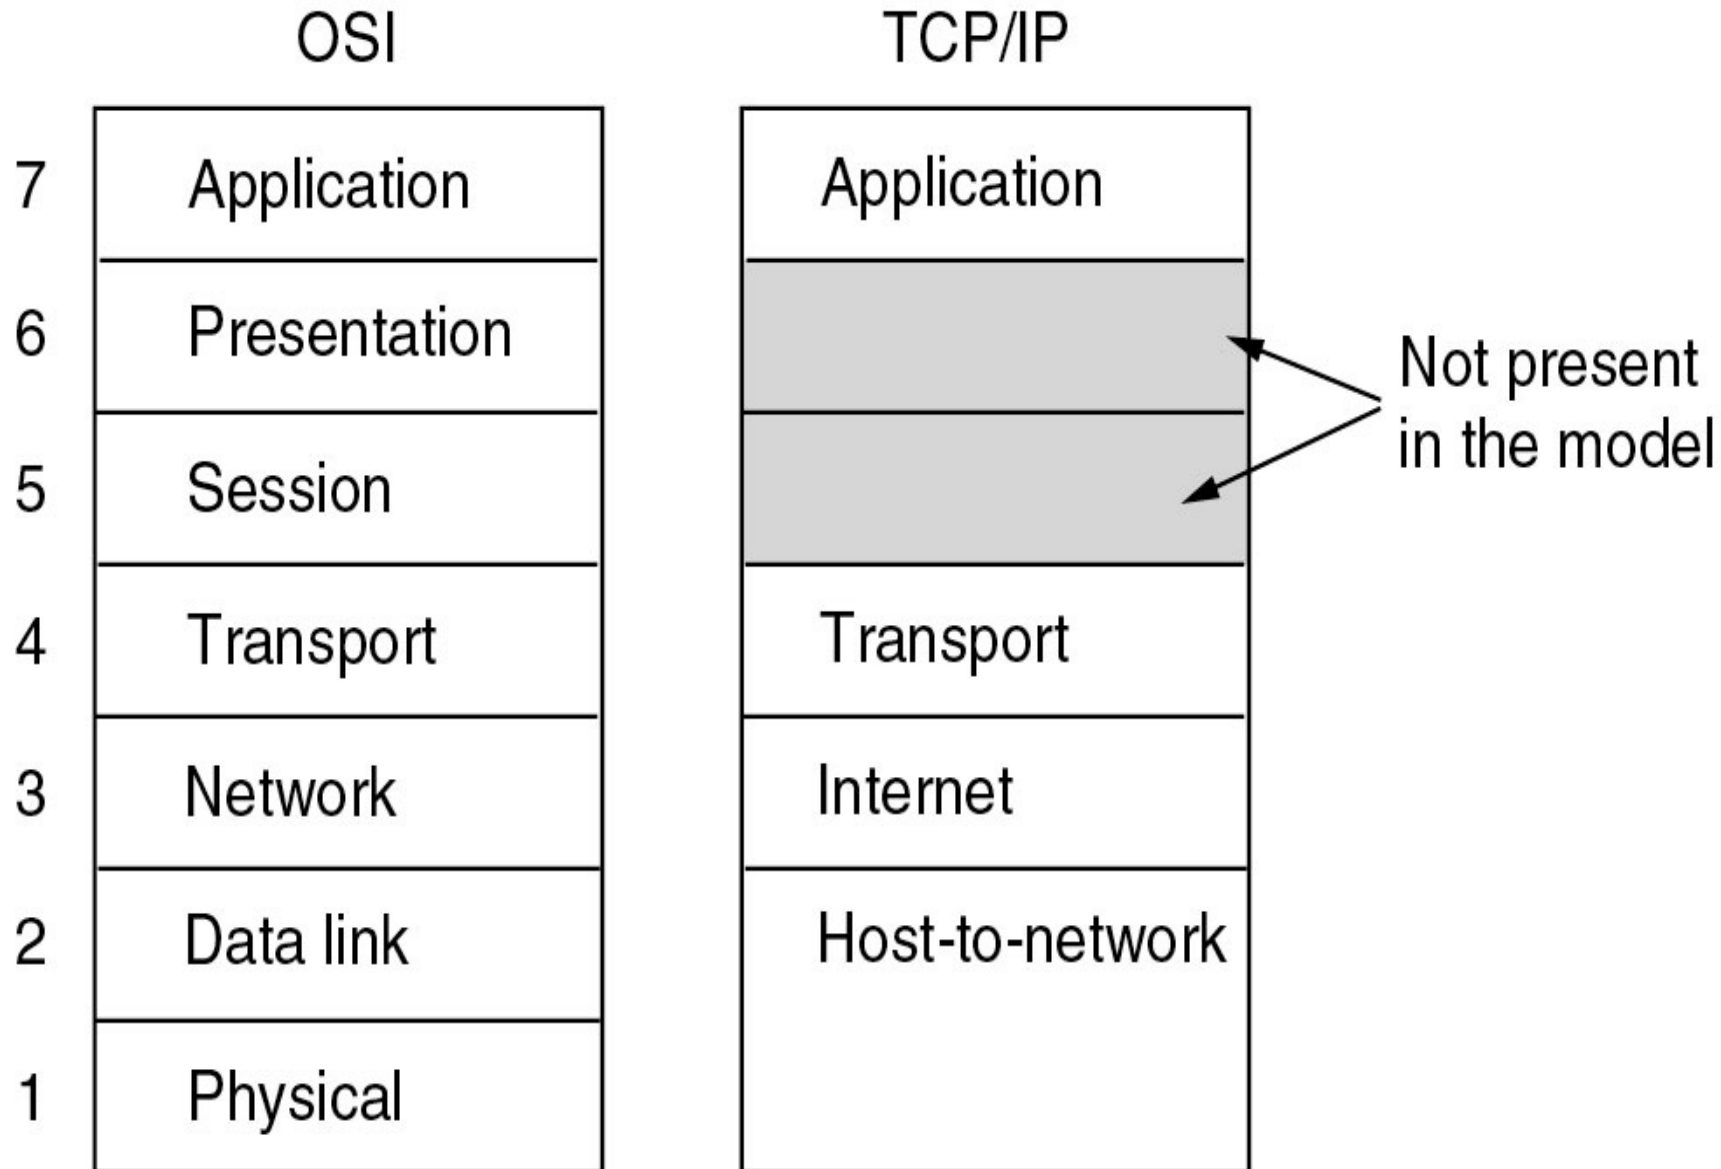 OSI
TCP/IP
7 Application Application
6 Presentation
Not present
in the model
5 Session
4 Transport Transport
3 Network Internet
2 Data link Host-to-network
1 Physical